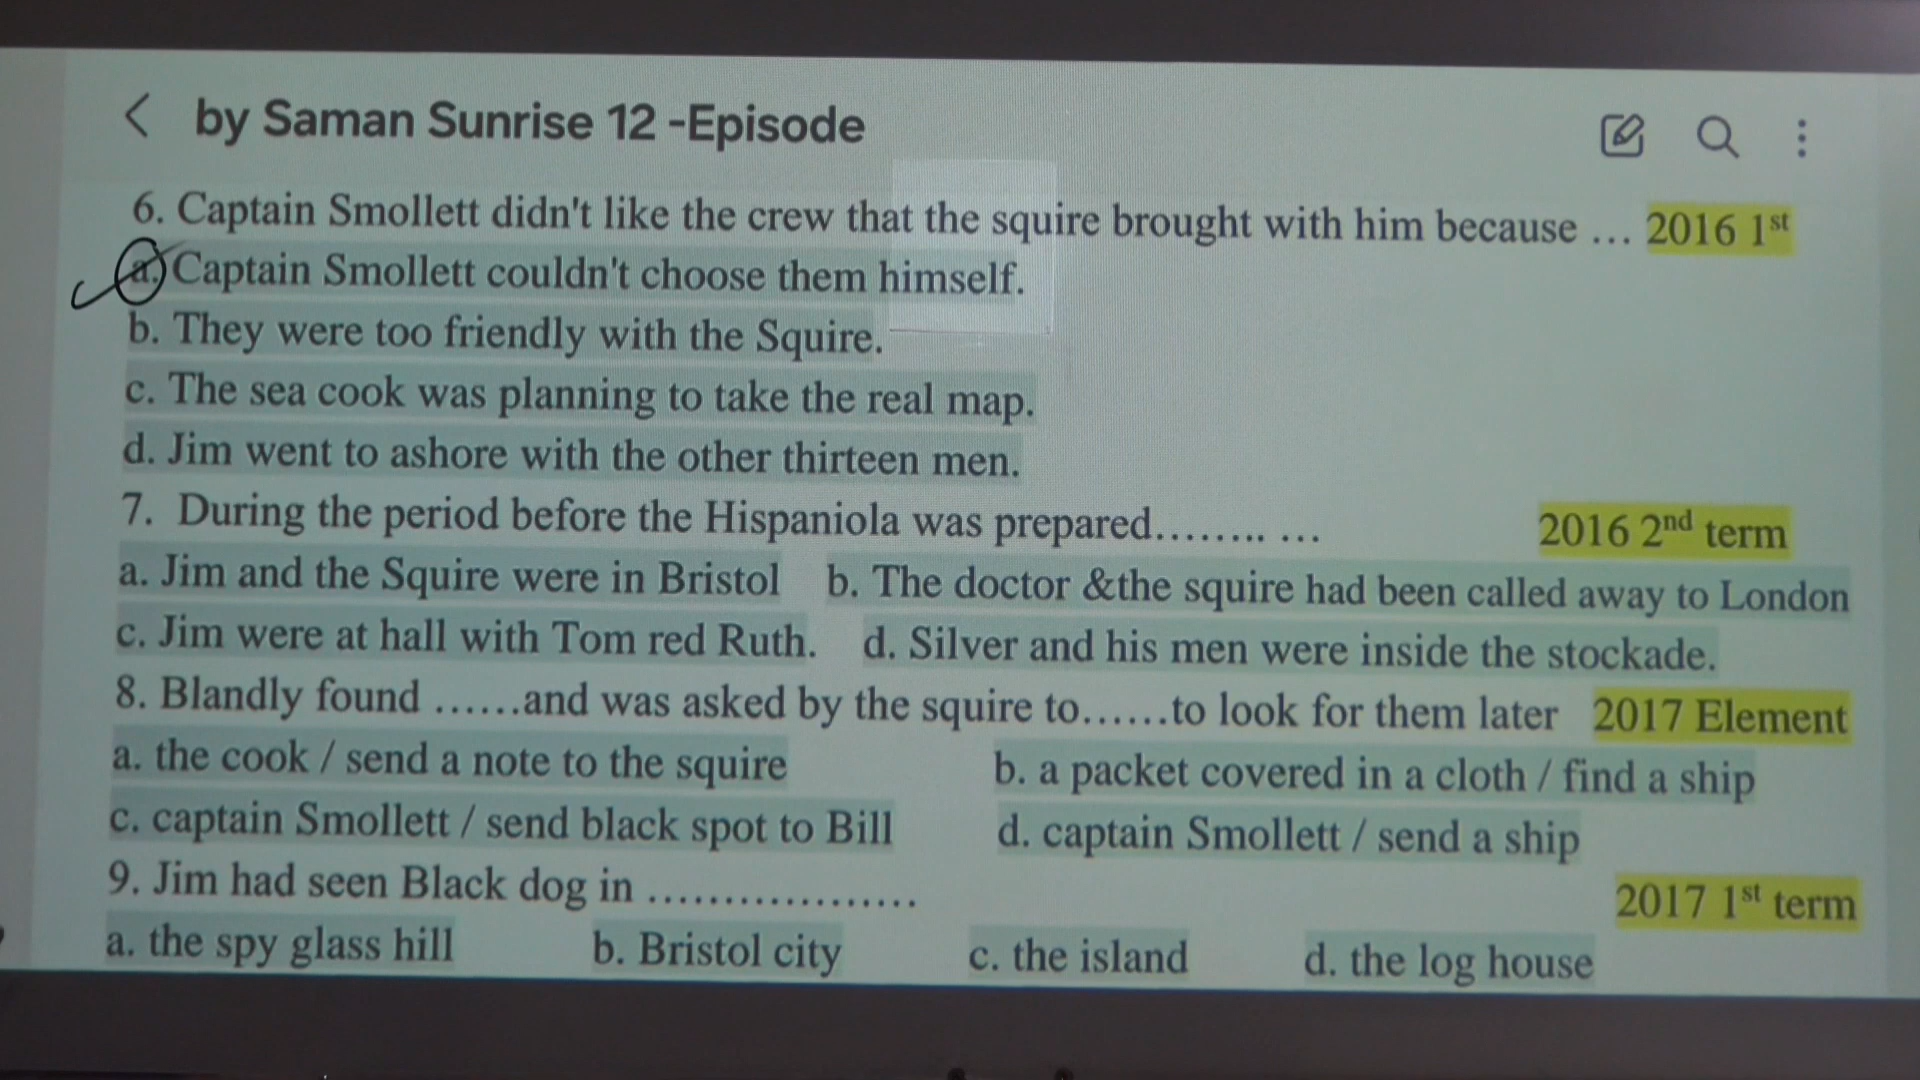 by Saman Sunrise 12 -Episode
6. Captain Smollett didn't like the crew that the squire brought with him because … 2016 1st
a. Captain Smollett couldn't choose them himself.
b. They were too friendly with the Squire.
c. The sea cook was planning to take the real map.
d. Jim went to ashore with the other thirteen men.
7. During the period before the Hispaniola was prepared…….. … 2016 2nd term
a. Jim and the Squire were in Bristol b. The doctor &the squire had been called away to London
c. Jim were at hall with Tom red Ruth. d. Silver and his men were inside the stockade.
8. Blandly found ……and was asked by the squire to……to look for them later 2017 Element
a. the cook / send a note to the squire b. a packet covered in a cloth / find a ship
c. captain Smollett / send black spot to Bill d. captain Smollett / send a ship
9. Jim had seen Black dog in ……………….. 2017 1st term
a. the spy glass hill b. Bristol city c. the island d. the log house